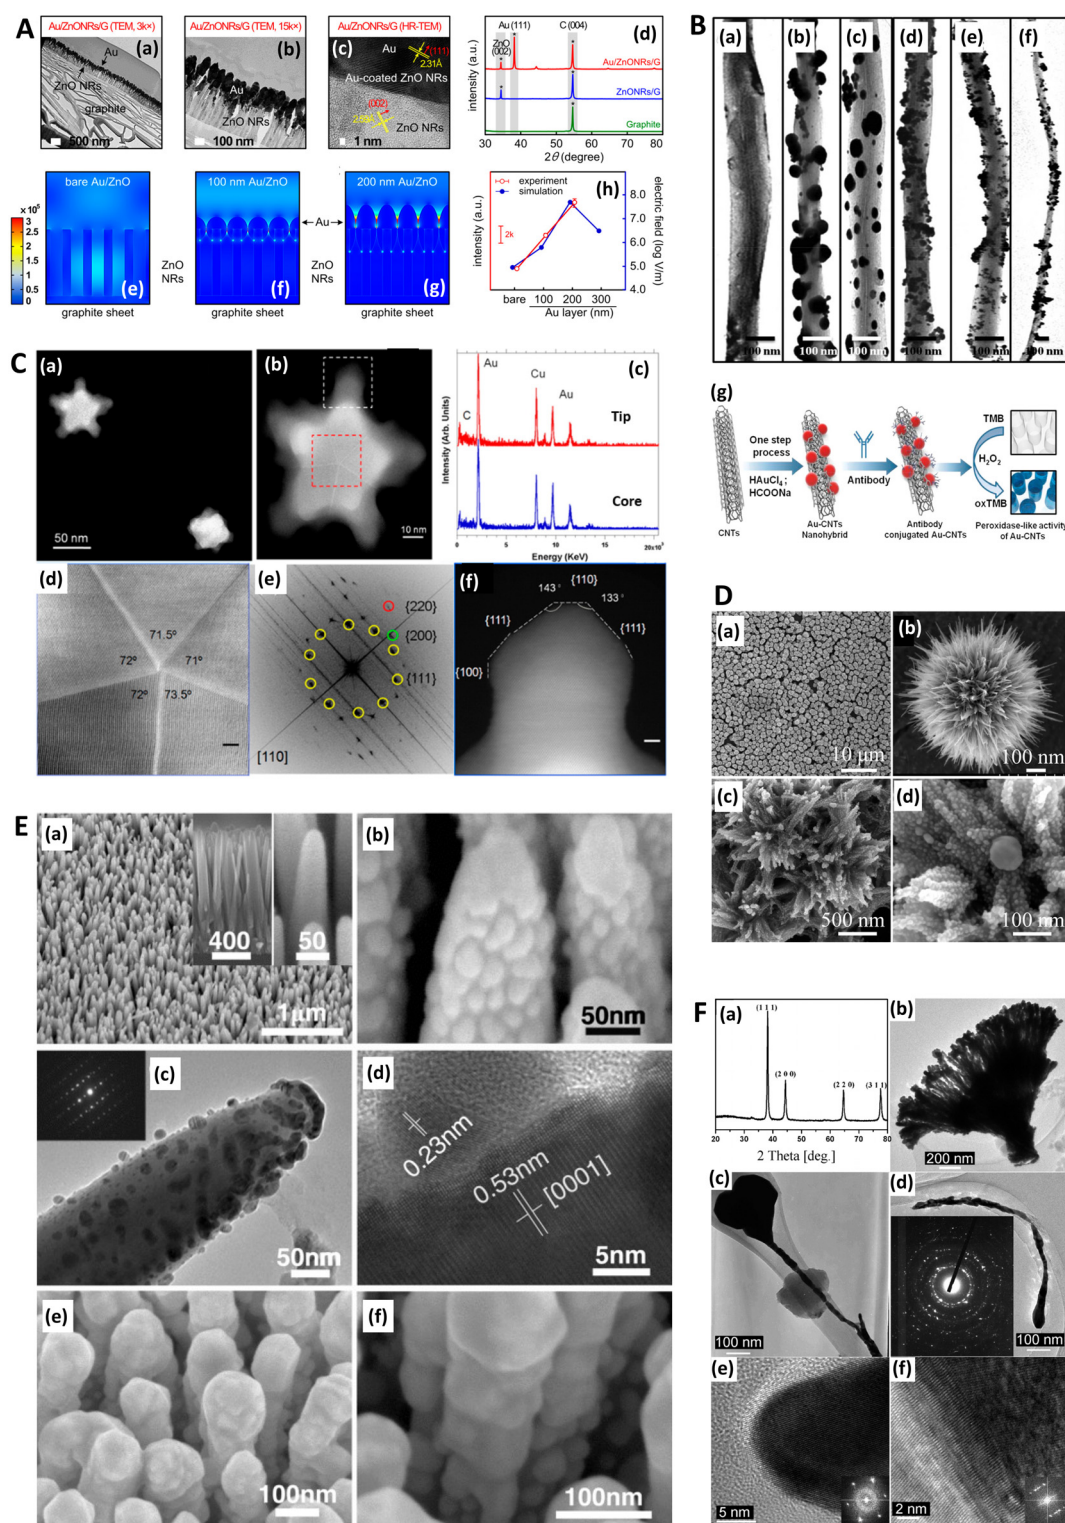 A
Au/ZnONRs/G (TEM, 3k×)
(a)
Au
ZnO NRs
graphite
500 nm
Au/ZnONRs/G (TEM, 15k×)
(b)
Au
ZnO NRs
100 nm
Au/ZnONRs/G (HR-TEM)
(c)
Au
(111)
2.31Å
Au-coated ZnO NRs
(002)
ZnO NRs
1 nm
Au (111)
C (004)
(d)
ZnO
(002)
Au/ZnONRs/G
ZnONRs/G
Graphite
intensity (a.u.)
30 40 50 60 70 80
2θ (degree)
x 10⁵
3
2.5
2
1.5
1
0.5
0
bare Au/ZnO
(e)
graphite sheet
ZnO
NRs
100 nm Au/ZnO
(f)
graphite sheet
Au
ZnO
NRs
200 nm Au/ZnO
(g)
graphite sheet
experiment
simulation
(h)
2k
intensity (a.u.)
electric field (log V/m)
8.0
7.0
6.0
5.0
4.0
bare 100 200 300
Au layer (nm)
B
(a)
(b)
(c)
(d)
(e)
(f)
100 nm
100 nm
100 nm
100 nm
100 nm
100 nm
(g)
CNTs
One step
process
HAuCl₄ ;
HCOONa
Au-CNTs
Nanohybrid
Antibody
Antibody
conjugated Au-CNTs
TMB
H₂O₂
oxTMB
Peroxidase-like activity
of Au-CNTs
C
(a)
50 nm
(b)
10 nm
(c)
Au
Cu
Au
C
Tip
Core
Intensity (Arb. Units)
0 5 10 15 20x10³
Energy (KeV)
(d)
71.5º
72º
71º
72º
73.5º
(e)
{220}
{200}
{111}
[110]
(f)
{110}
143°
133°
{111}
{111}
{100}
D
(a)
10 µm
(b)
100 nm
(c)
500 nm
(d)
100 nm
E
(a)
400
50
1µm
(b)
50nm
(c)
50nm
(d)
0.23nm
0.53nm
[0001]
5nm
(e)
100nm
(f)
100nm
F
(a)
(1 1 1)
(2 0 0)
(2 2 0)
(3 1 1)
20 30 40 50 60 70 80
2 Theta [deg.]
(b)
200 nm
(c)
100 nm
(d)
100 nm
(e)
5 nm
(f)
2 nm